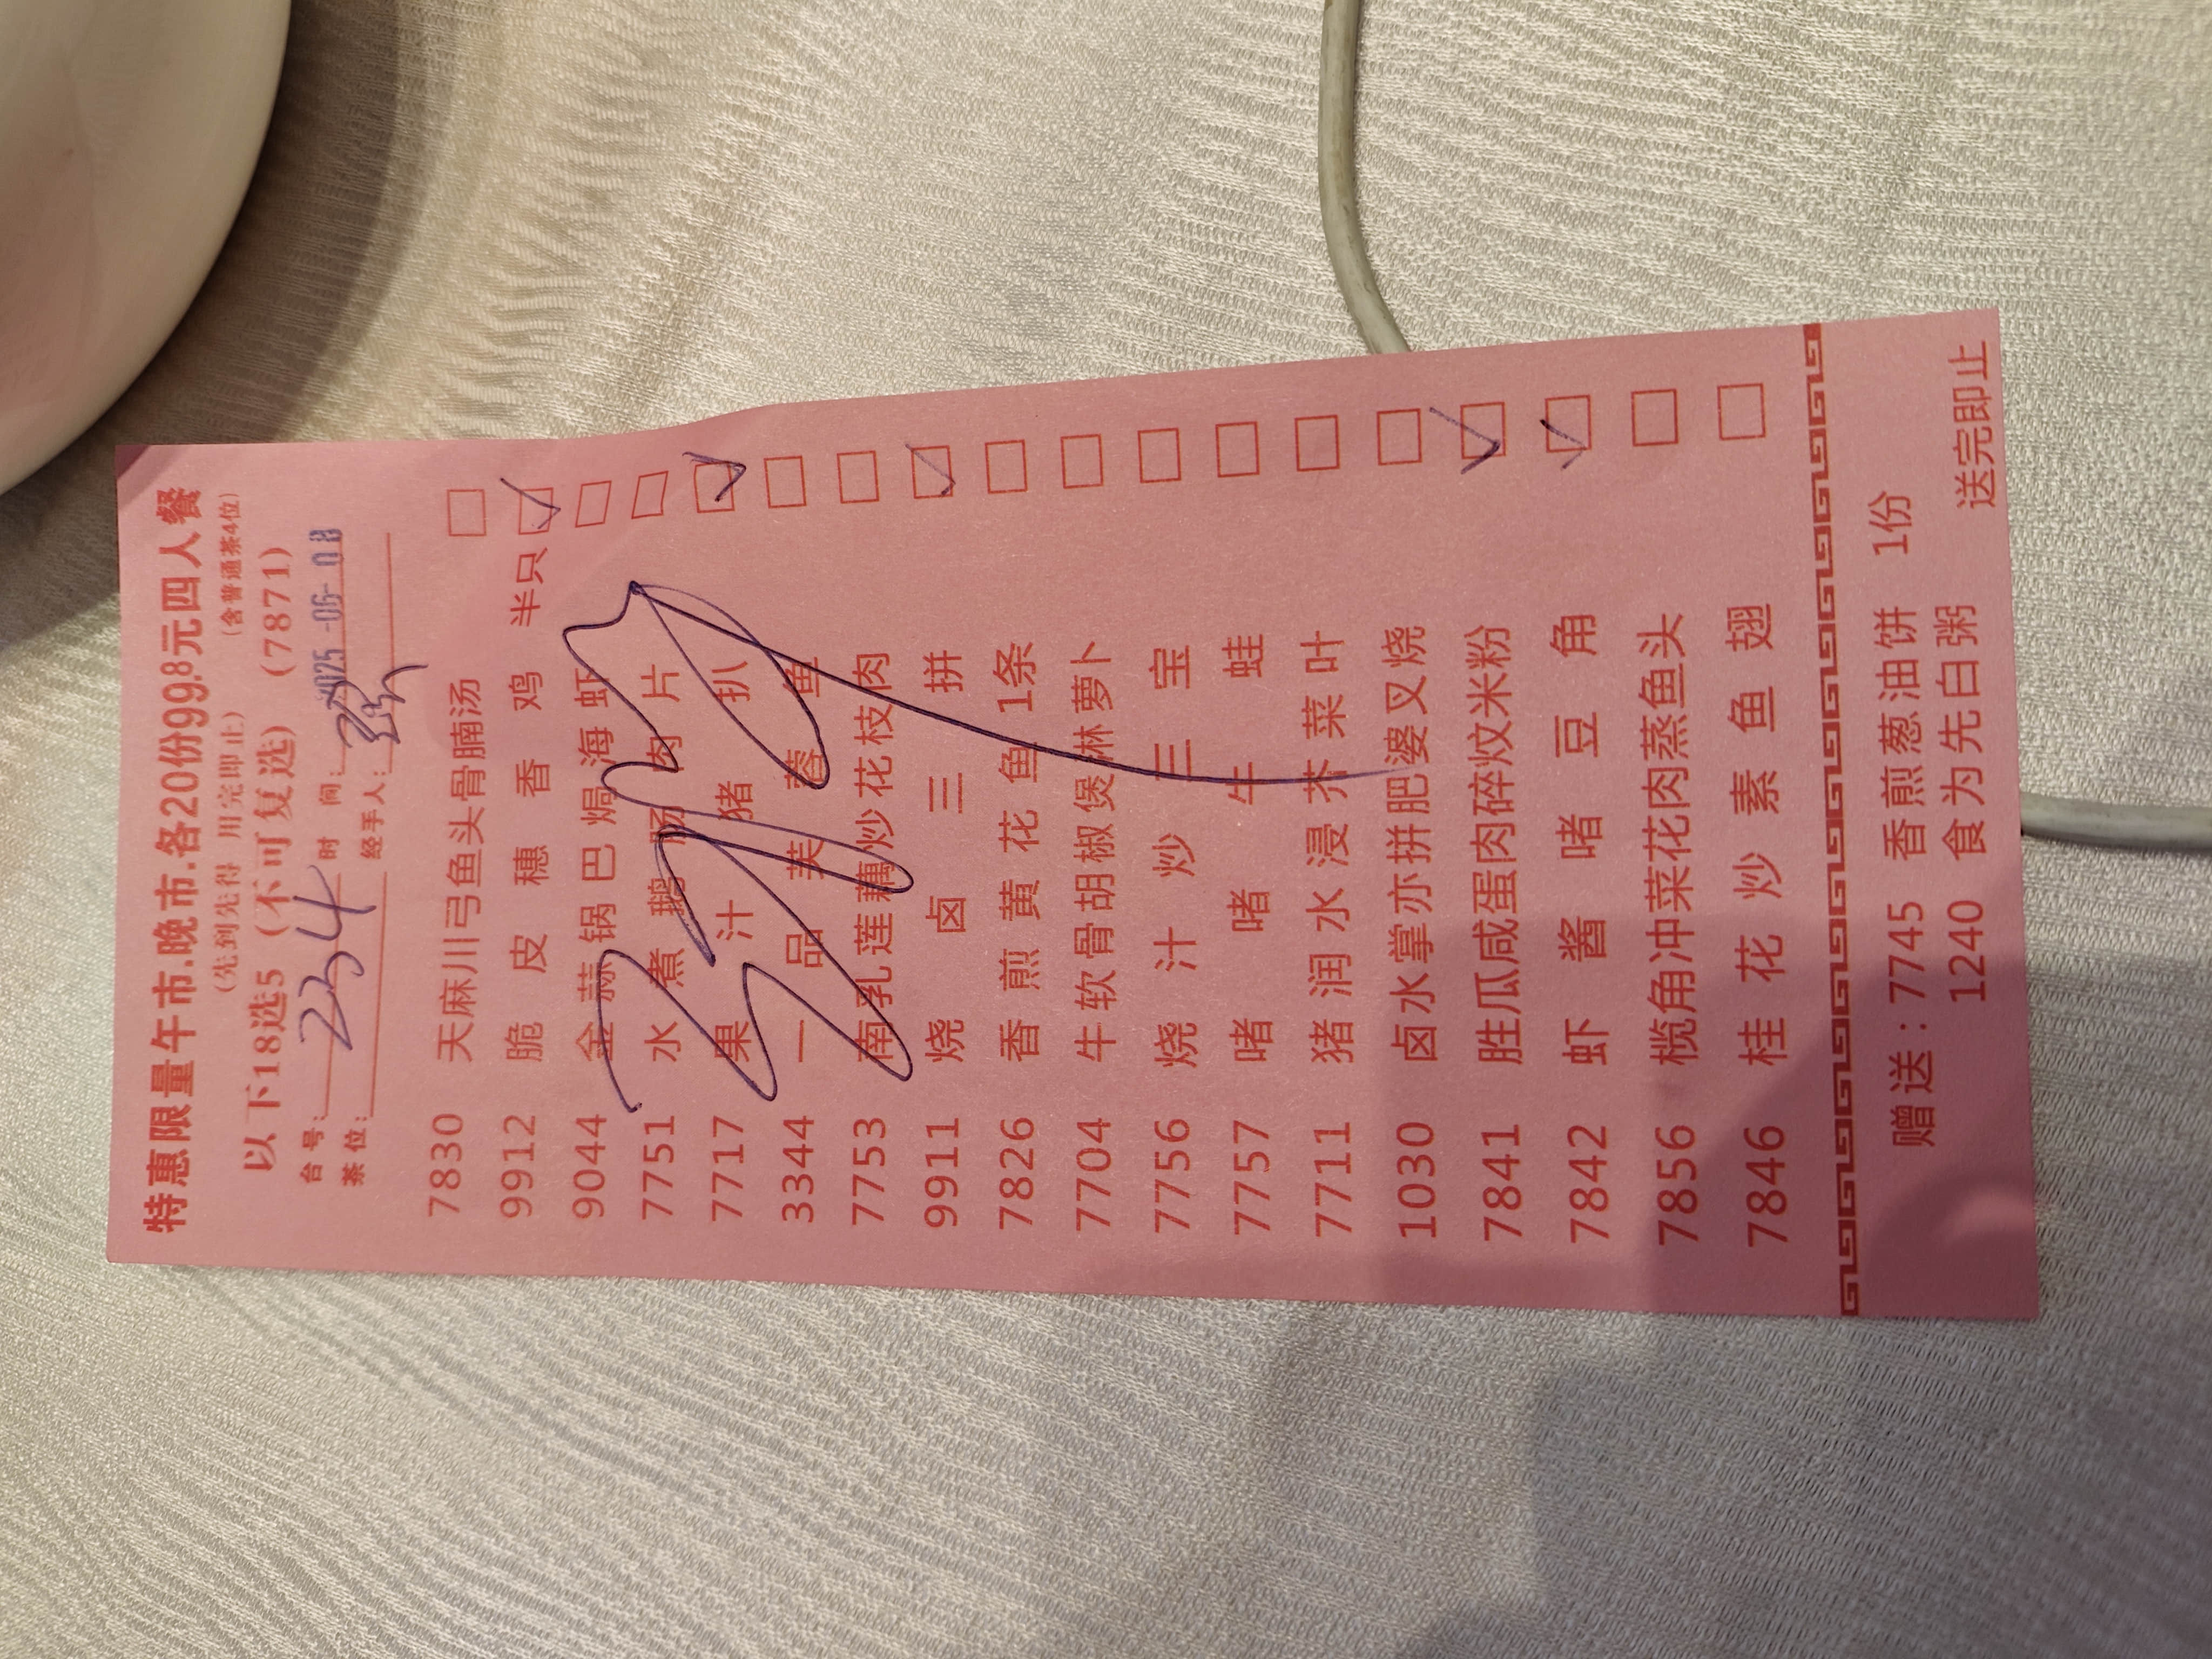 特惠限量午市.晚市.各20份99.8元四人餐
(先到先得 用完即止) (含普通茶4位)
以下18选5 (不可复选) (7871)
台号: 234 时间: 2025-06-08
茶位: 经手人:
7830 天麻川弓鱼头骨腩汤 □
9912 脆皮穗香鸡 半只 ☑
9044 金蒜锅巴焗海虾 □
7751 水煮鹅肠肉片 □
7717 果汁猪扒 ☑
3344 一品芙蓉鱼 □
7753 南乳莲藕炒花枝肉 □
9911 烧卤三拼 ☑
7826 香煎黄花鱼1条 □
7704 牛软骨胡椒煲淋萝卜 □
7756 烧汁炒三宝 □
7757 啫啫牛蛙 □
7711 猪润水浸芥菜叶 □
1030 卤水掌亦拼肥婆叉烧 □
7841 胜瓜咸蛋肉碎炆米粉 ☑
7842 虾酱啫豆角 ☑
7856 榄角冲菜花肉蒸鱼头 □
7846 桂花炒素鱼翅 □
赠送: 7745 香煎葱油饼 1份
1240 食为先白粥 送完即止